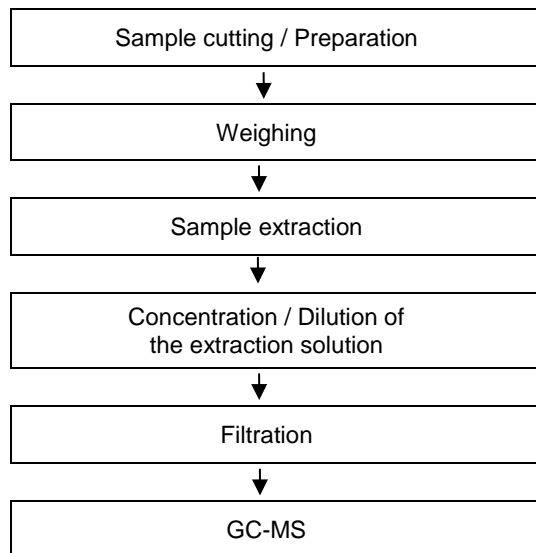 Sample cutting / Preparation
Weighing
Sample extraction
Concentration / Dilution of
the extraction solution
Filtration
GC-MS